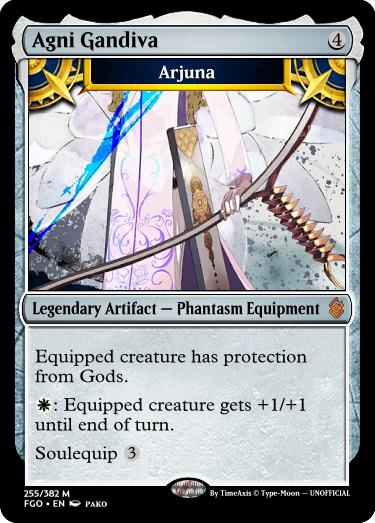 Agni Gandiva 4
Arjuna
Legendary Artifact — Phantasm Equipment
Equipped creature has protection
from Gods.
: Equipped creature gets +1/+1
until end of turn.
Soulequip 3
255/382 M
FGO • EN PAKO
By TimeAxis © Type-Moon — UNOFFICIAL